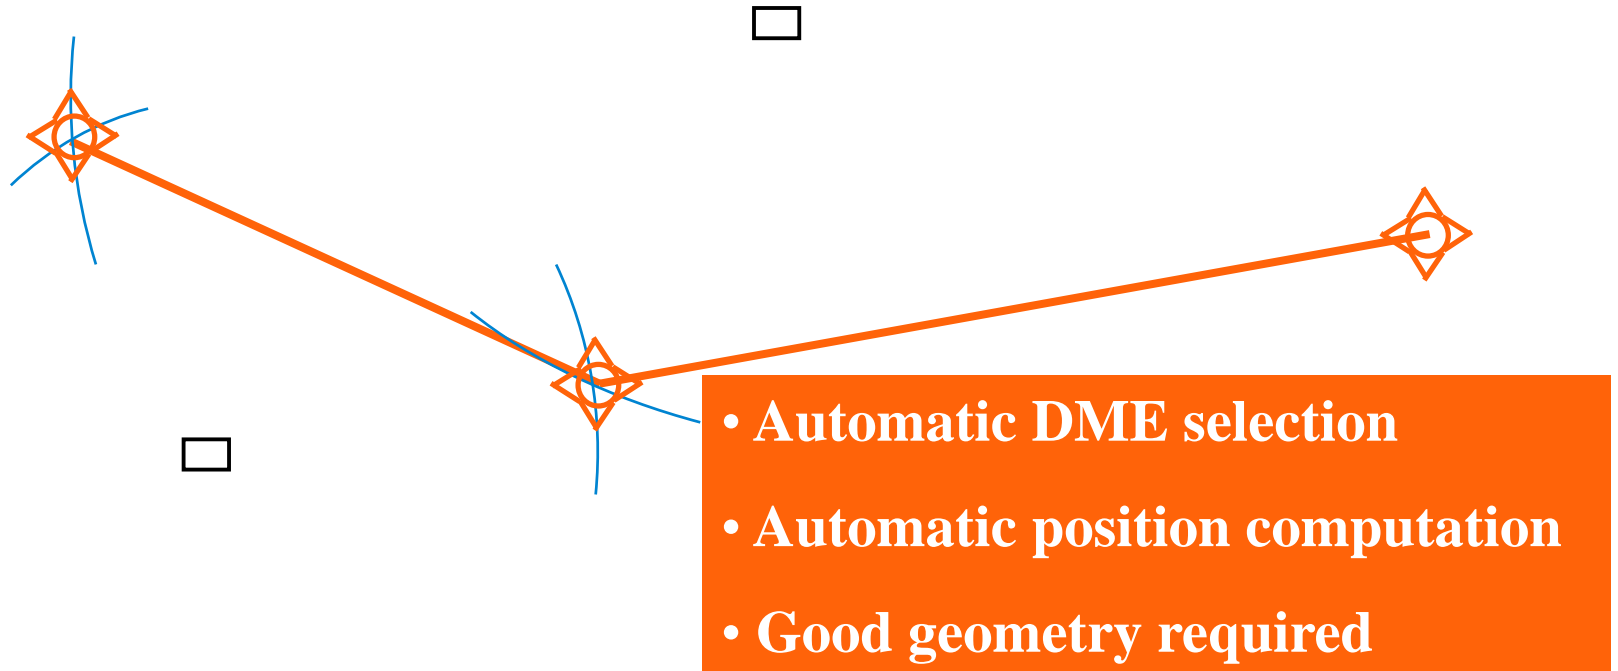 • Automatic DME selection
• Automatic position computation
• Good geometry required